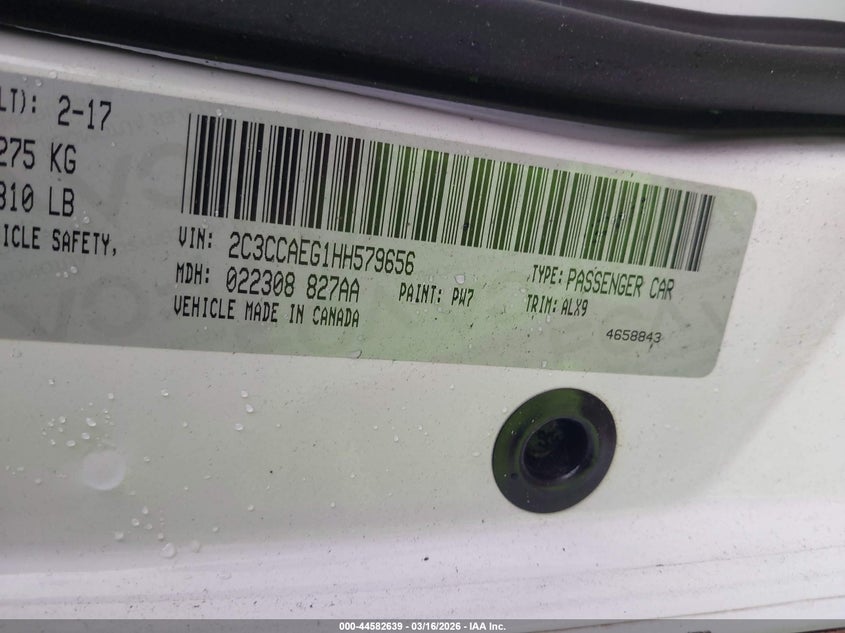 LT): 2-17
275 KG
810 LB
ICLE SAFETY,
VIN: 2C3CCAEG1HH579656
MDH: 022308 827AA
PAINT: PW7
VEHICLE MADE IN CANADA
TYPE: PASSENGER CAR
TRIM: ALX9
4658843
000-44582639 - 03/16/2026 - IAA Inc.